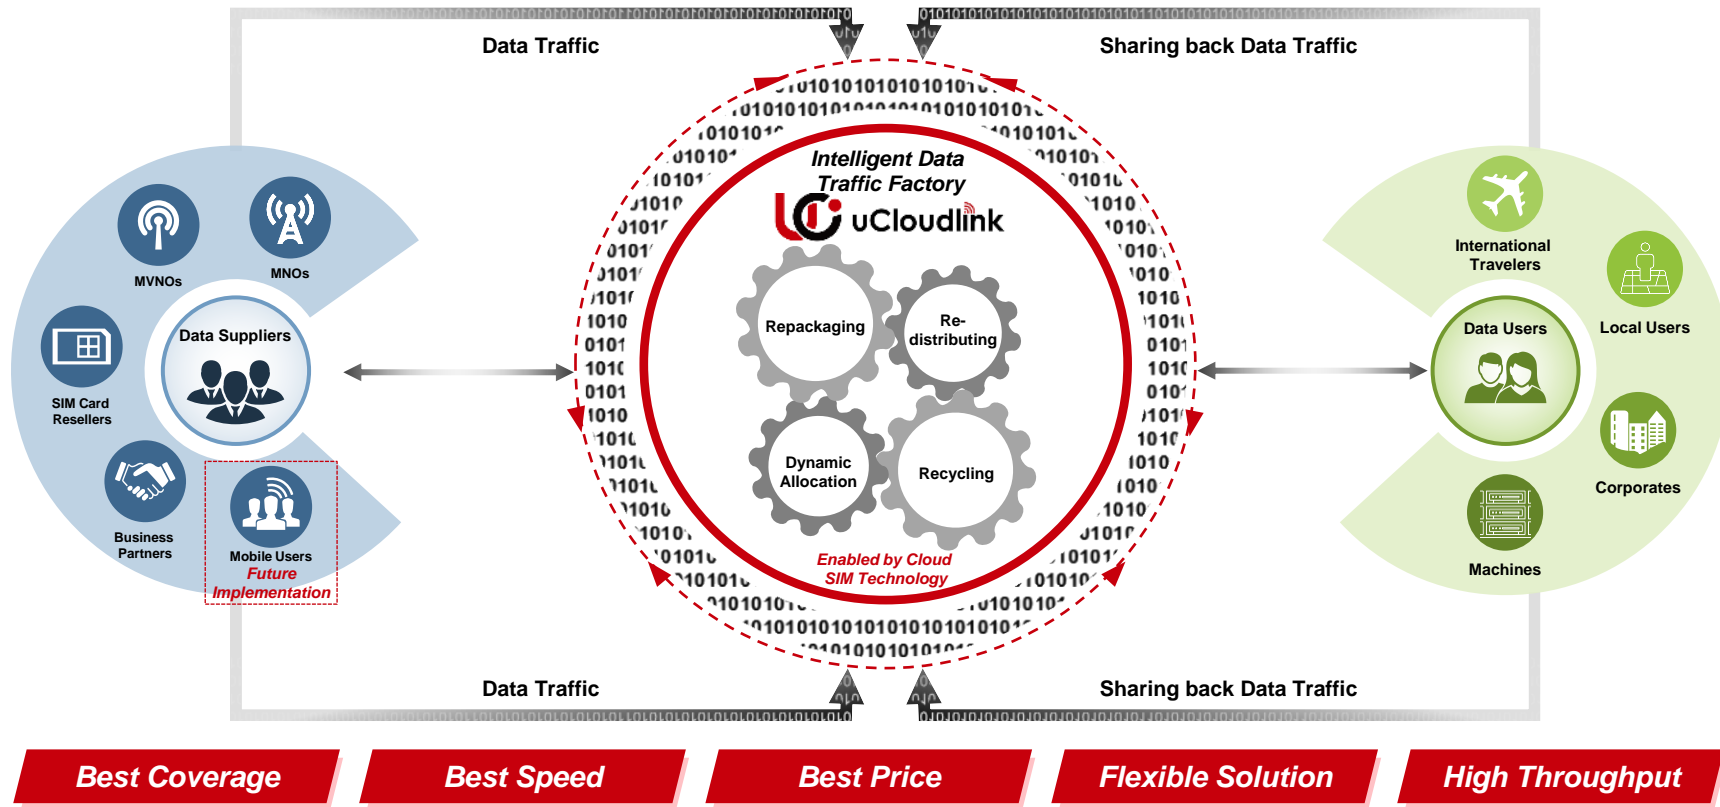 Data Traffic
Sharing back Data Traffic
Intelligent Data
Traffic Factory
uCloudlink
MVNOs
MNOs
SIM Card
Resellers
Data Suppliers
Business
Partners
Mobile Users
Future
Implementation
Repackaging
Re-
distributing
Dynamic
Allocation
Recycling
Enabled by Cloud
SIM Technology
International
Travelers
Local Users
Data Users
Corporates
Machines
Data Traffic
Sharing back Data Traffic
Best Coverage
Best Speed
Best Price
Flexible Solution
High Throughput